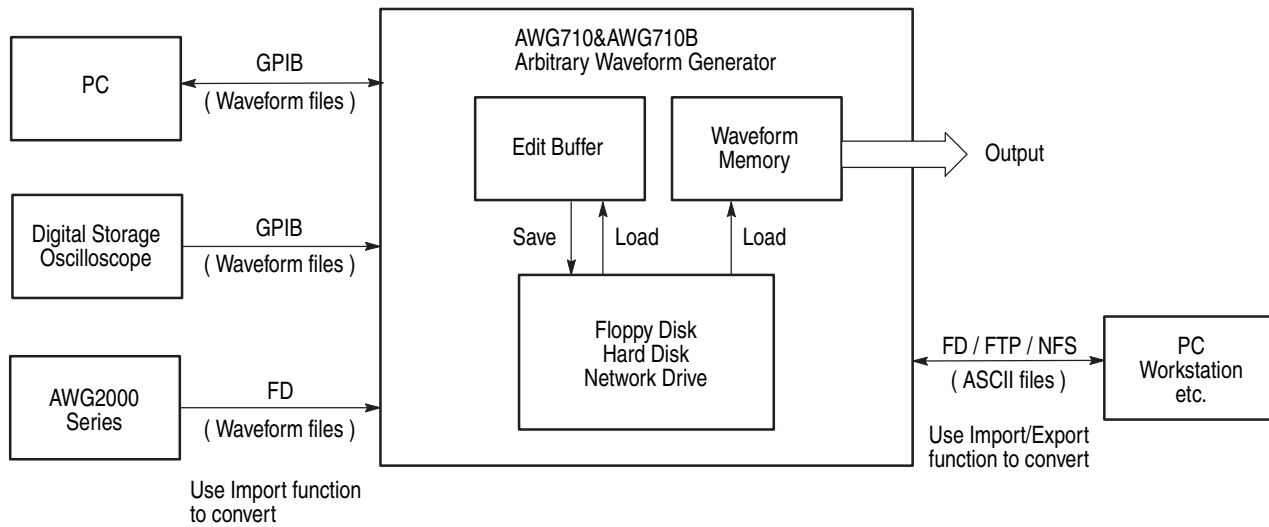 AWG710&AWG710B
Arbitrary Waveform Generator
PC
GPIB
( Waveform files )
Edit Buffer
Waveform
Memory
Output
Digital Storage
Oscilloscope
GPIB
( Waveform files )
Save
Load
Load
Floppy Disk
Hard Disk
Network Drive
AWG2000
Series
FD
( Waveform files )
Use Import function
to convert
FD / FTP / NFS
( ASCII files )
Use Import/Export
function to convert
PC
Workstation
etc.